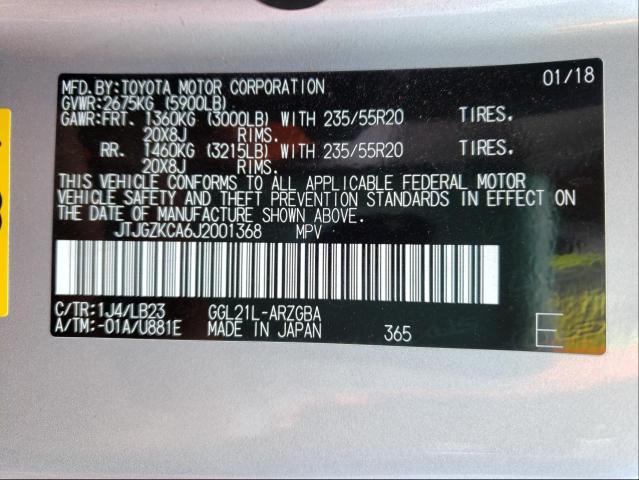 MFD.BY:TOYOTA MOTOR CORPORATION 01/18
GVWR:2675KG (5900LB)
GAWR:FRT. 1360KG (3000LB) WITH 235/55R20 TIRES.
20X8J RIMS.
RR. 1460KG (3215LB) WITH 235/55R20 TIRES.
20X8J RIMS.
THIS VEHICLE CONFORMS TO ALL APPLICABLE FEDERAL MOTOR
VEHICLE SAFETY AND THEFT PREVENTION STANDARDS IN EFFECT ON
THE DATE OF MANUFACTURE SHOWN ABOVE.
JTJGZKCA6J2001368 MPV
C/TR:1J4/LB23 GGL21L-ARZGBA
A/TM:-01A/U881E MADE IN JAPAN 365 E